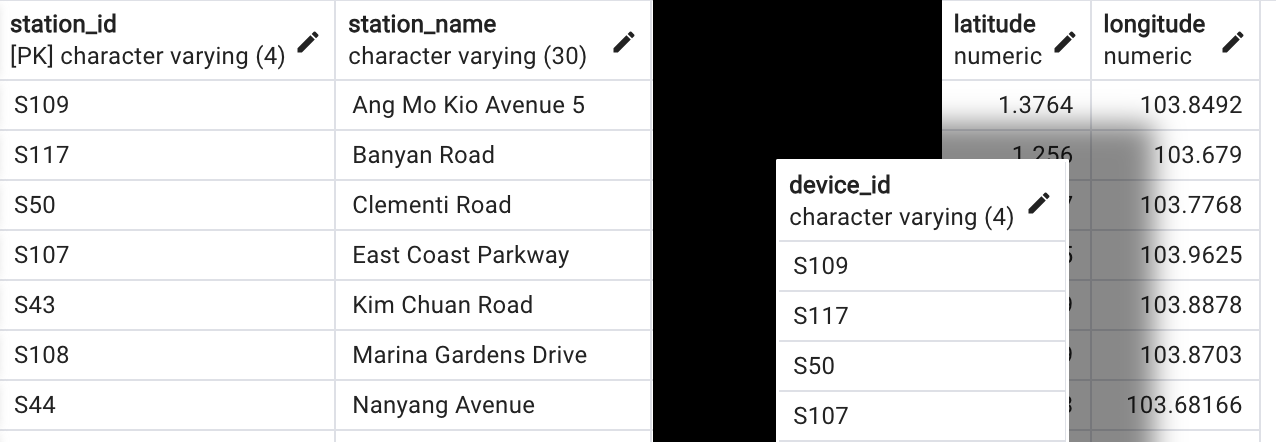 station_id station_name latitude longitude
[PK] character varying (4) character varying (30) numeric numeric
S109 Ang Mo Kio Avenue 5 1.3764 103.8492
S117 Banyan Road 1.256 103.679
S50 Clementi Road 103.7768
S107 East Coast Parkway 103.9625
S43 Kim Chuan Road 103.8878
S108 Marina Gardens Drive 103.8703
S44 Nanyang Avenue 103.68166
device_id
character varying (4)
S109
S117
S50
S107